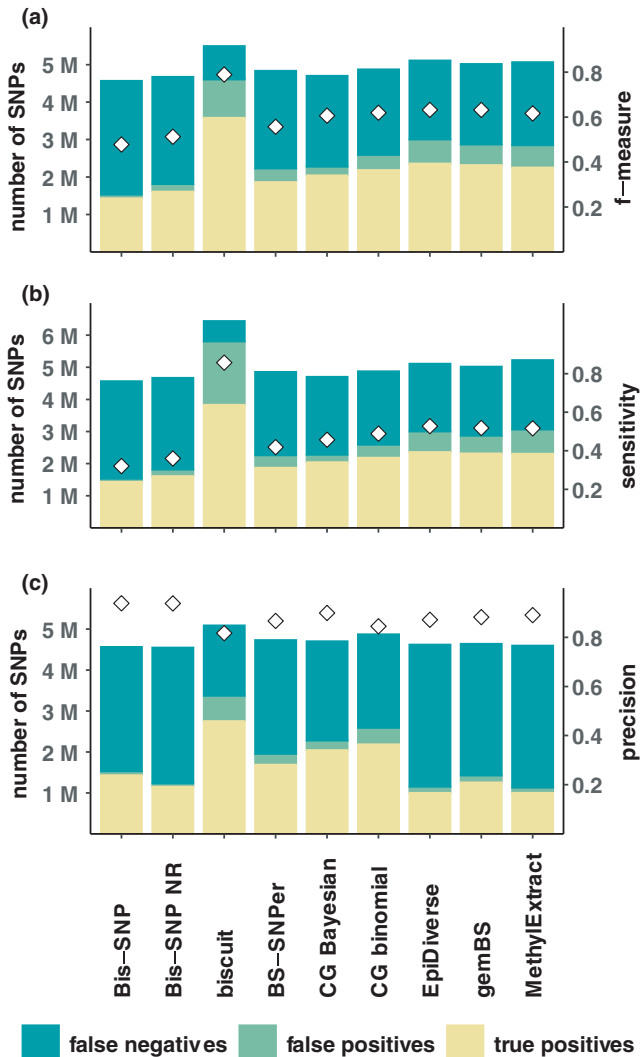 (a)
number of SNPs
5 M
4 M
3 M
2 M
1 M
0.8
0.6
0.4
0.2
f−measure
(b)
number of SNPs
6 M
5 M
4 M
3 M
2 M
1 M
0.8
0.6
0.4
0.2
sensitivity
(c)
number of SNPs
5 M
4 M
3 M
2 M
1 M
0.8
0.6
0.4
0.2
precision
Bis−SNP
Bis−SNP NR
biscuit
BS−SNPer
CG Bayesian
CG binomial
EpiDiverse
gemBS
MethylExtract
false negatives
false positives
true positives